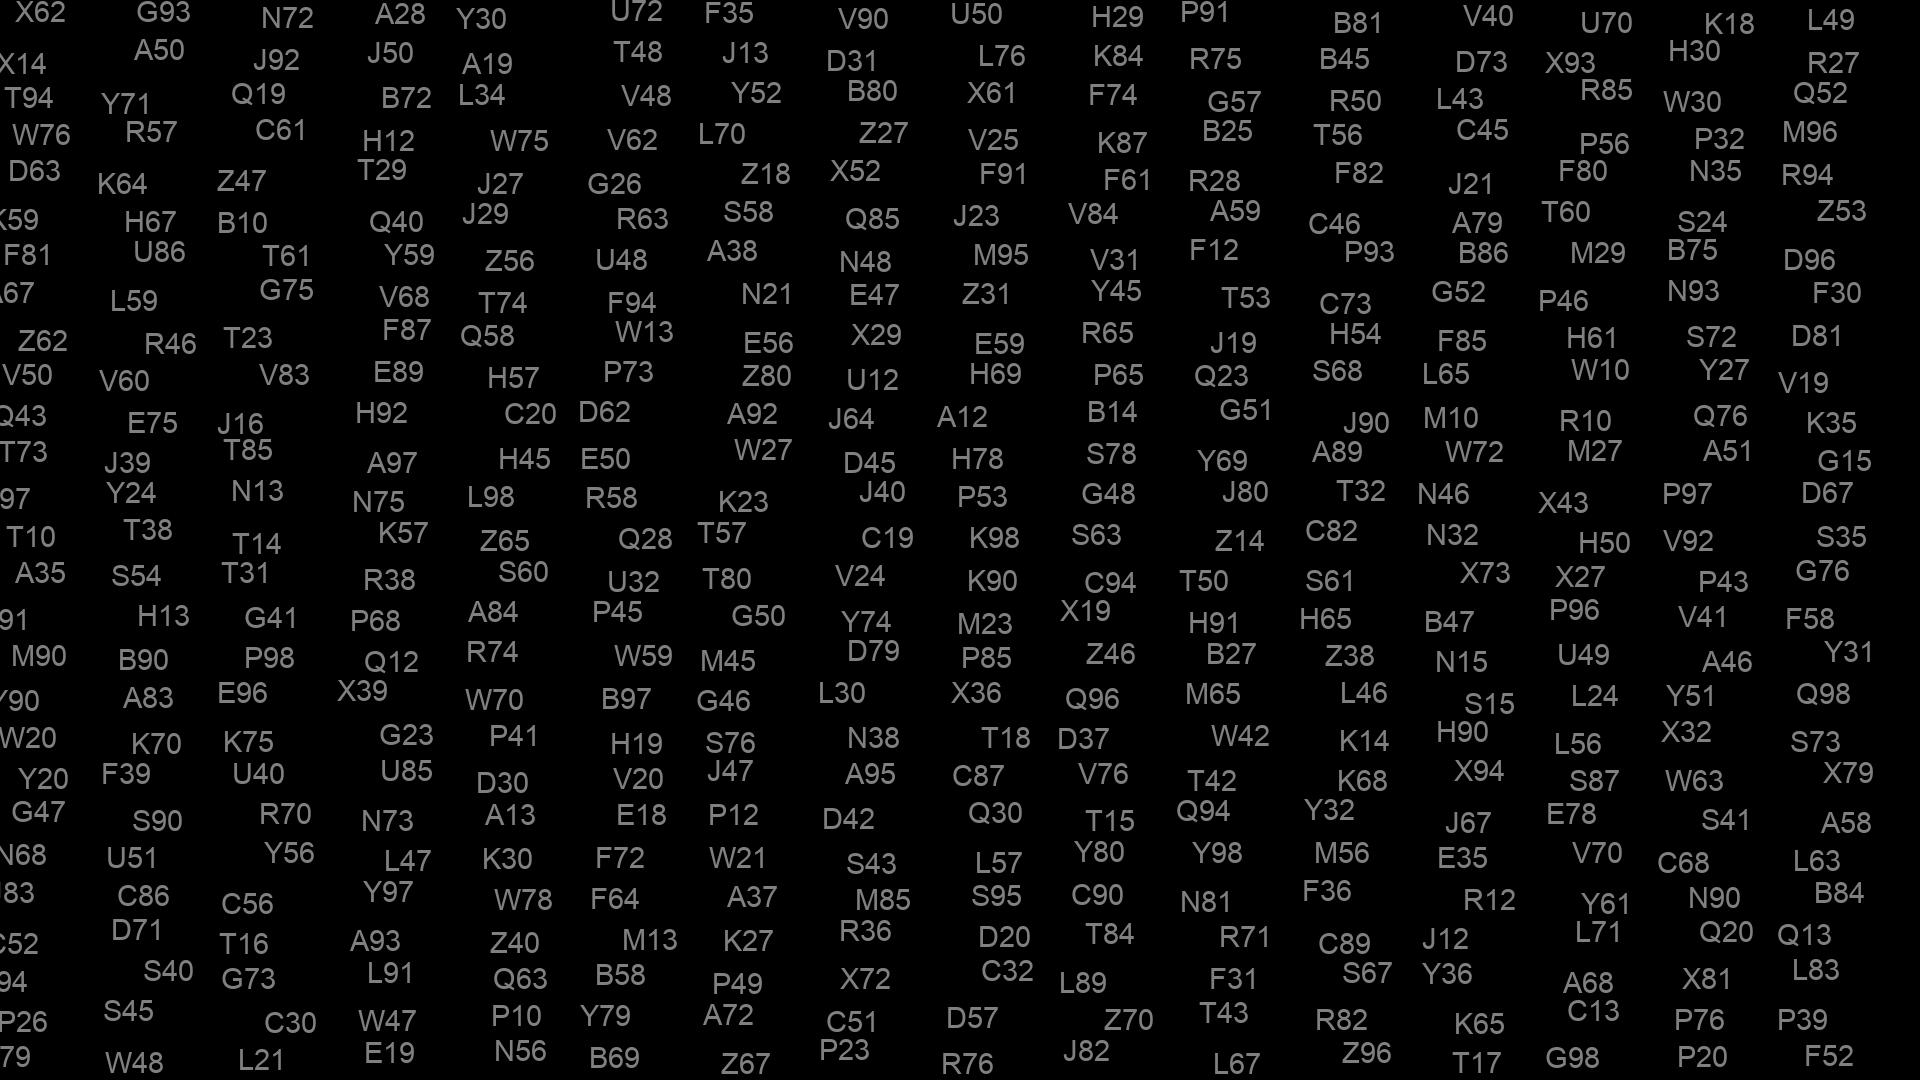 X62 G93 N72 A28 Y30 U72 F35 V90 U50 H29 P91 B81 V40 U70 K18 L49
X14 A50 J92 J50 A19 T48 J13 D31 L76 K84 R75 B45 D73 X93 H30 R27
T94 Y71 Q19 B72 L34 V48 Y52 B80 X61 F74 G57 R50 L43 R85 W30 Q52
W76 R57 C61 H12 W75 V62 L70 Z27 V25 K87 B25 T56 C45 P56 P32 M96
D63 K64 Z47 T29 J27 G26 Z18 X52 F91 F61 R28 F82 J21 F80 N35 R94
K59 H67 B10 Q40 J29 R63 S58 Q85 J23 V84 A59 C46 A79 T60 S24 Z53
F81 U86 T61 Y59 Z56 U48 A38 N48 M95 V31 F12 P93 B86 M29 B75 D96
A67 L59 G75 V68 T74 F94 N21 E47 Z31 Y45 T53 C73 G52 P46 N93 F30
Z62 R46 T23 F87 Q58 W13 E56 X29 E59 R65 J19 H54 F85 H61 S72 D81
V50 V60 V83 E89 H57 P73 Z80 U12 H69 P65 Q23 S68 L65 W10 Y27 V19
Q43 E75 J16 H92 C20 D62 A92 J64 A12 B14 G51 J90 M10 R10 Q76 K35
T73 J39 T85 A97 H45 E50 W27 D45 H78 S78 Y69 A89 W72 M27 A51 G15
97 Y24 N13 N75 L98 R58 K23 J40 P53 G48 J80 T32 N46 X43 P97 D67
T10 T38 T14 K57 Z65 Q28 T57 C19 K98 S63 Z14 C82 N32 H50 V92 S35
A35 S54 T31 R38 S60 U32 T80 V24 K90 C94 T50 S61 X73 X27 P43 G76
91 H13 G41 P68 A84 P45 G50 Y74 M23 X19 H91 H65 B47 P96 V41 F58
M90 B90 P98 Q12 R74 W59 M45 D79 P85 Z46 B27 Z38 N15 U49 A46 Y31
Y90 A83 E96 X39 W70 B97 G46 L30 X36 Q96 M65 L46 S15 L24 Y51 Q98
W20 K70 K75 G23 P41 H19 S76 N38 T18 D37 W42 K14 H90 L56 X32 S73
Y20 F39 U40 U85 D30 V20 J47 A95 C87 V76 T42 K68 X94 S87 W63 X79
G47 S90 R70 N73 A13 E18 P12 D42 Q30 T15 Q94 Y32 J67 E78 S41 A58
N68 U51 Y56 L47 K30 F72 W21 S43 L57 Y80 Y98 M56 E35 V70 C68 L63
83 C86 C56 Y97 W78 F64 A37 M85 S95 C90 N81 F36 R12 Y61 N90 B84
C52 D71 T16 A93 Z40 M13 K27 R36 D20 T84 R71 C89 J12 L71 Q20 Q13
94 S40 G73 L91 Q63 B58 P49 X72 C32 L89 F31 S67 Y36 A68 X81 L83
P26 S45 C30 W47 P10 Y79 A72 C51 D57 Z70 T43 R82 K65 C13 P76 P39
79 W48 L21 E19 N56 B69 Z67 P23 R76 J82 L67 Z96 T17 G98 P20 F52